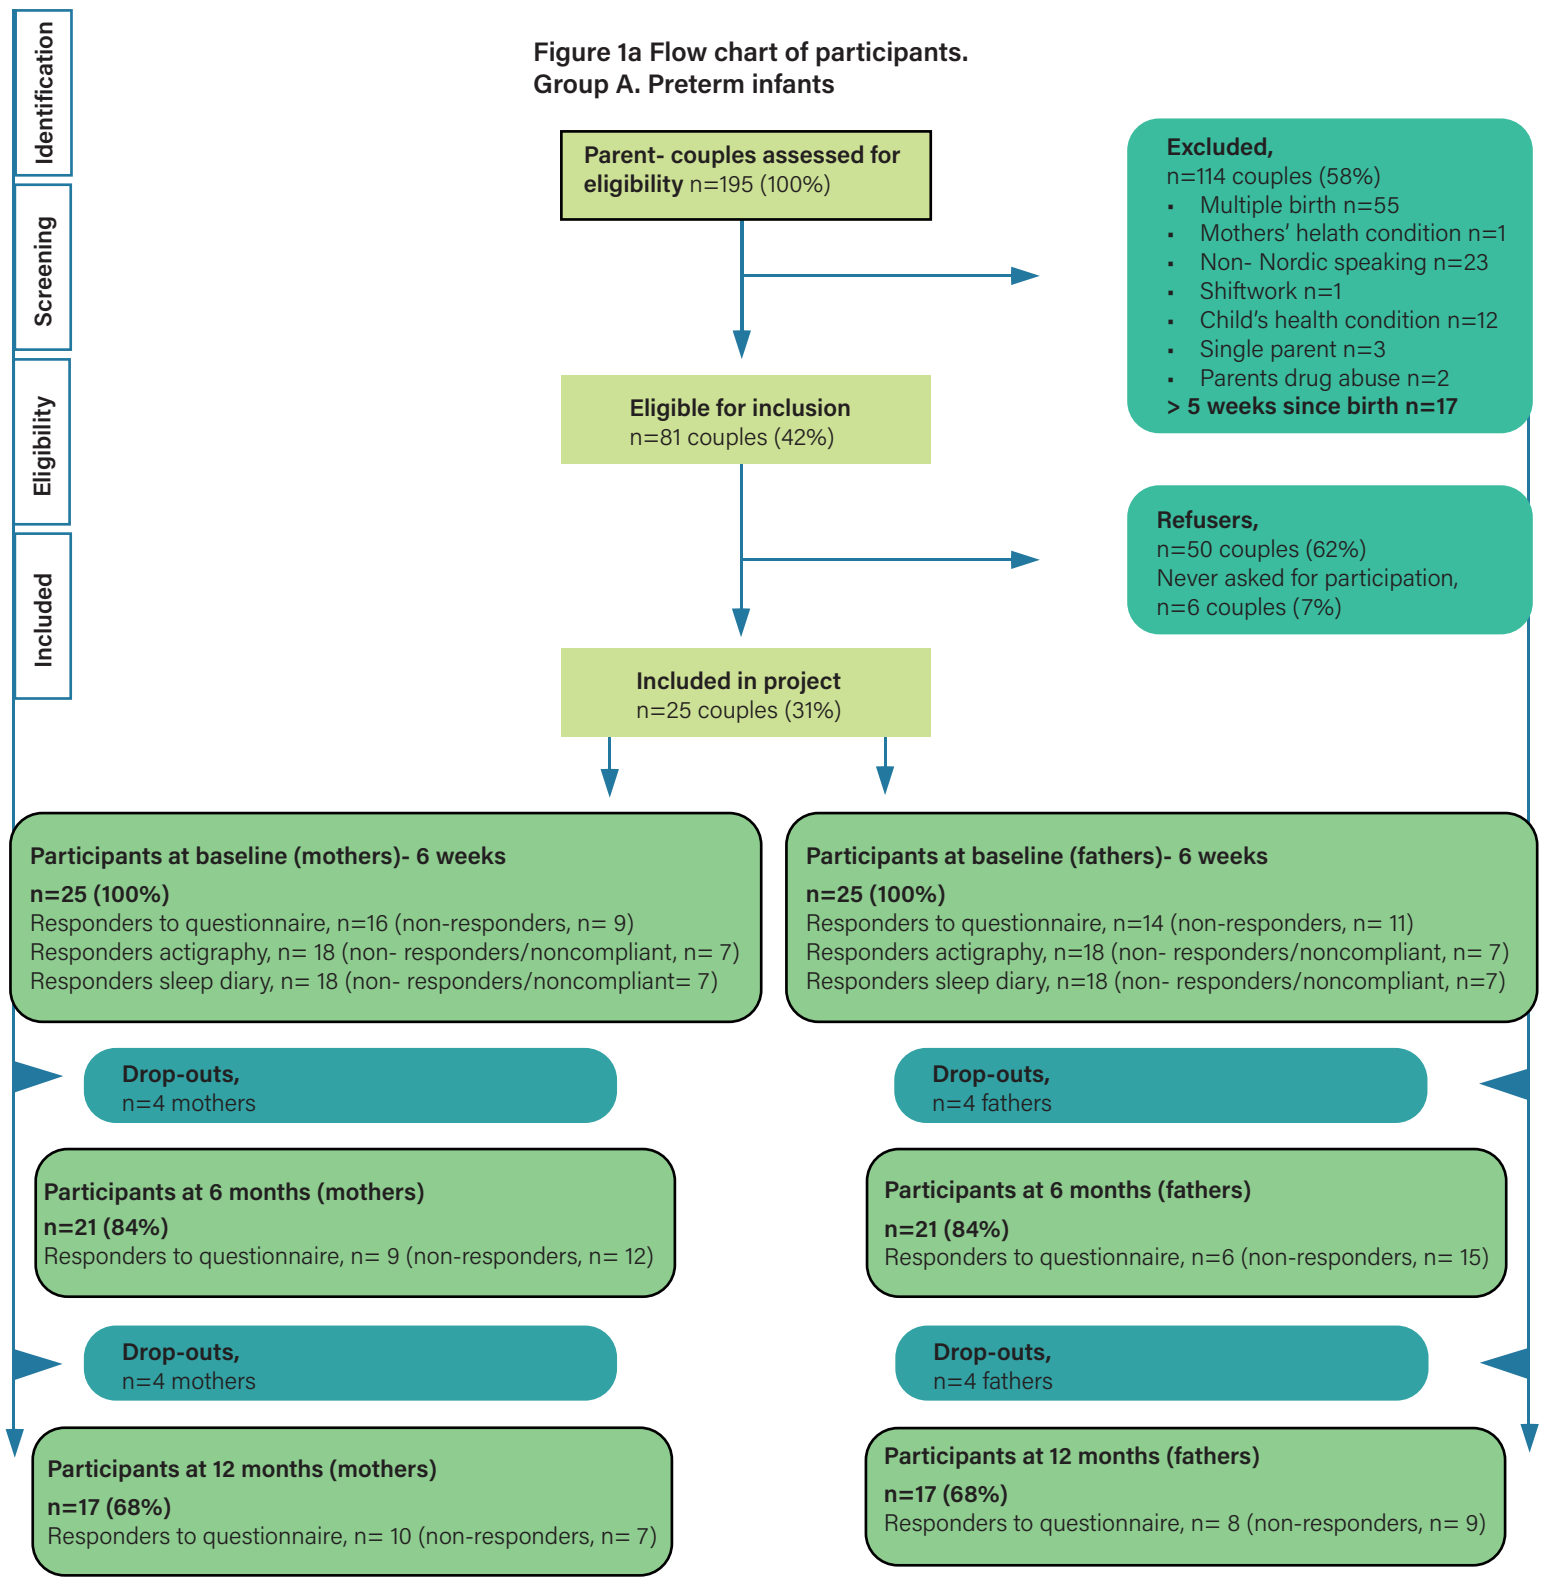 Figure 1a Flow chart of participants.
Group A. Preterm infants
Identification
Screening
Eligibility
Included
Parent- couples assessed for
eligibility n=195 (100%)
Excluded,
n=114 couples (58%)
▪ Multiple birth n=55
▪ Mothers' helath condition n=1
▪ Non- Nordic speaking n=23
▪ Shiftwork n=1
▪ Child's health condition n=12
▪ Single parent n=3
▪ Parents drug abuse n=2
> 5 weeks since birth n=17
Eligible for inclusion
n=81 couples (42%)
Refusers,
n=50 couples (62%)
Never asked for participation,
n=6 couples (7%)
Included in project
n=25 couples (31%)
Participants at baseline (mothers)- 6 weeks
n=25 (100%)
Responders to questionnaire, n=16 (non-responders, n= 9)
Responders actigraphy, n= 18 (non- responders/noncompliant, n= 7)
Responders sleep diary, n= 18 (non- responders/noncompliant= 7)
Participants at baseline (fathers)- 6 weeks
n=25 (100%)
Responders to questionnaire, n=14 (non-responders, n= 11)
Responders actigraphy, n=18 (non- responders/noncompliant, n= 7)
Responders sleep diary, n=18 (non- responders/noncompliant, n=7)
Drop-outs,
n=4 mothers
Drop-outs,
n=4 fathers
Participants at 6 months (mothers)
n=21 (84%)
Responders to questionnaire, n= 9 (non-responders, n= 12)
Participants at 6 months (fathers)
n=21 (84%)
Responders to questionnaire, n=6 (non-responders, n= 15)
Drop-outs,
n=4 mothers
Drop-outs,
n=4 fathers
Participants at 12 months (mothers)
n=17 (68%)
Responders to questionnaire, n= 10 (non-responders, n= 7)
Participants at 12 months (fathers)
n=17 (68%)
Responders to questionnaire, n= 8 (non-responders, n= 9)